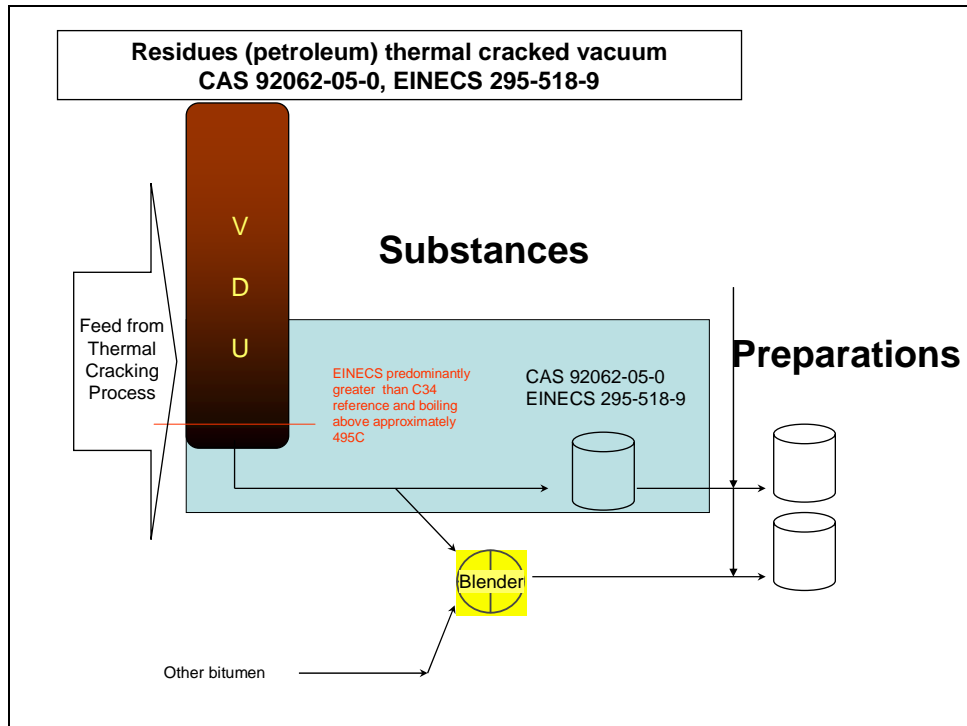 Residues (petroleum) thermal cracked vacuum
CAS 92062-05-0, EINECS 295-518-9
V
D
U
Substances
Feed from
Thermal
Cracking
Process
Preparations
EINECS predominantly
greater than C34
reference and boiling
above approximately
495C
CAS 92062-05-0
EINECS 295-518-9
Blender
Other bitumen